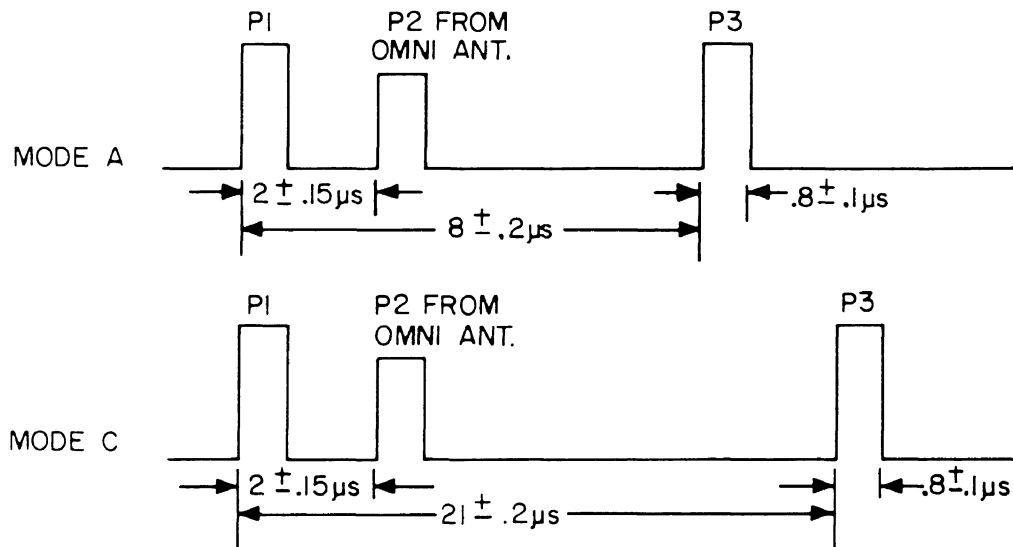 P1
P2 FROM
OMNI ANT.
P3
MODE A
2 ± .15µs
.8 ± .1µs
8 ± .2µs
P1
P2 FROM
OMNI ANT.
P3
MODE C
2 ± .15µs
.8 ± .1µs
21 ± .2µs